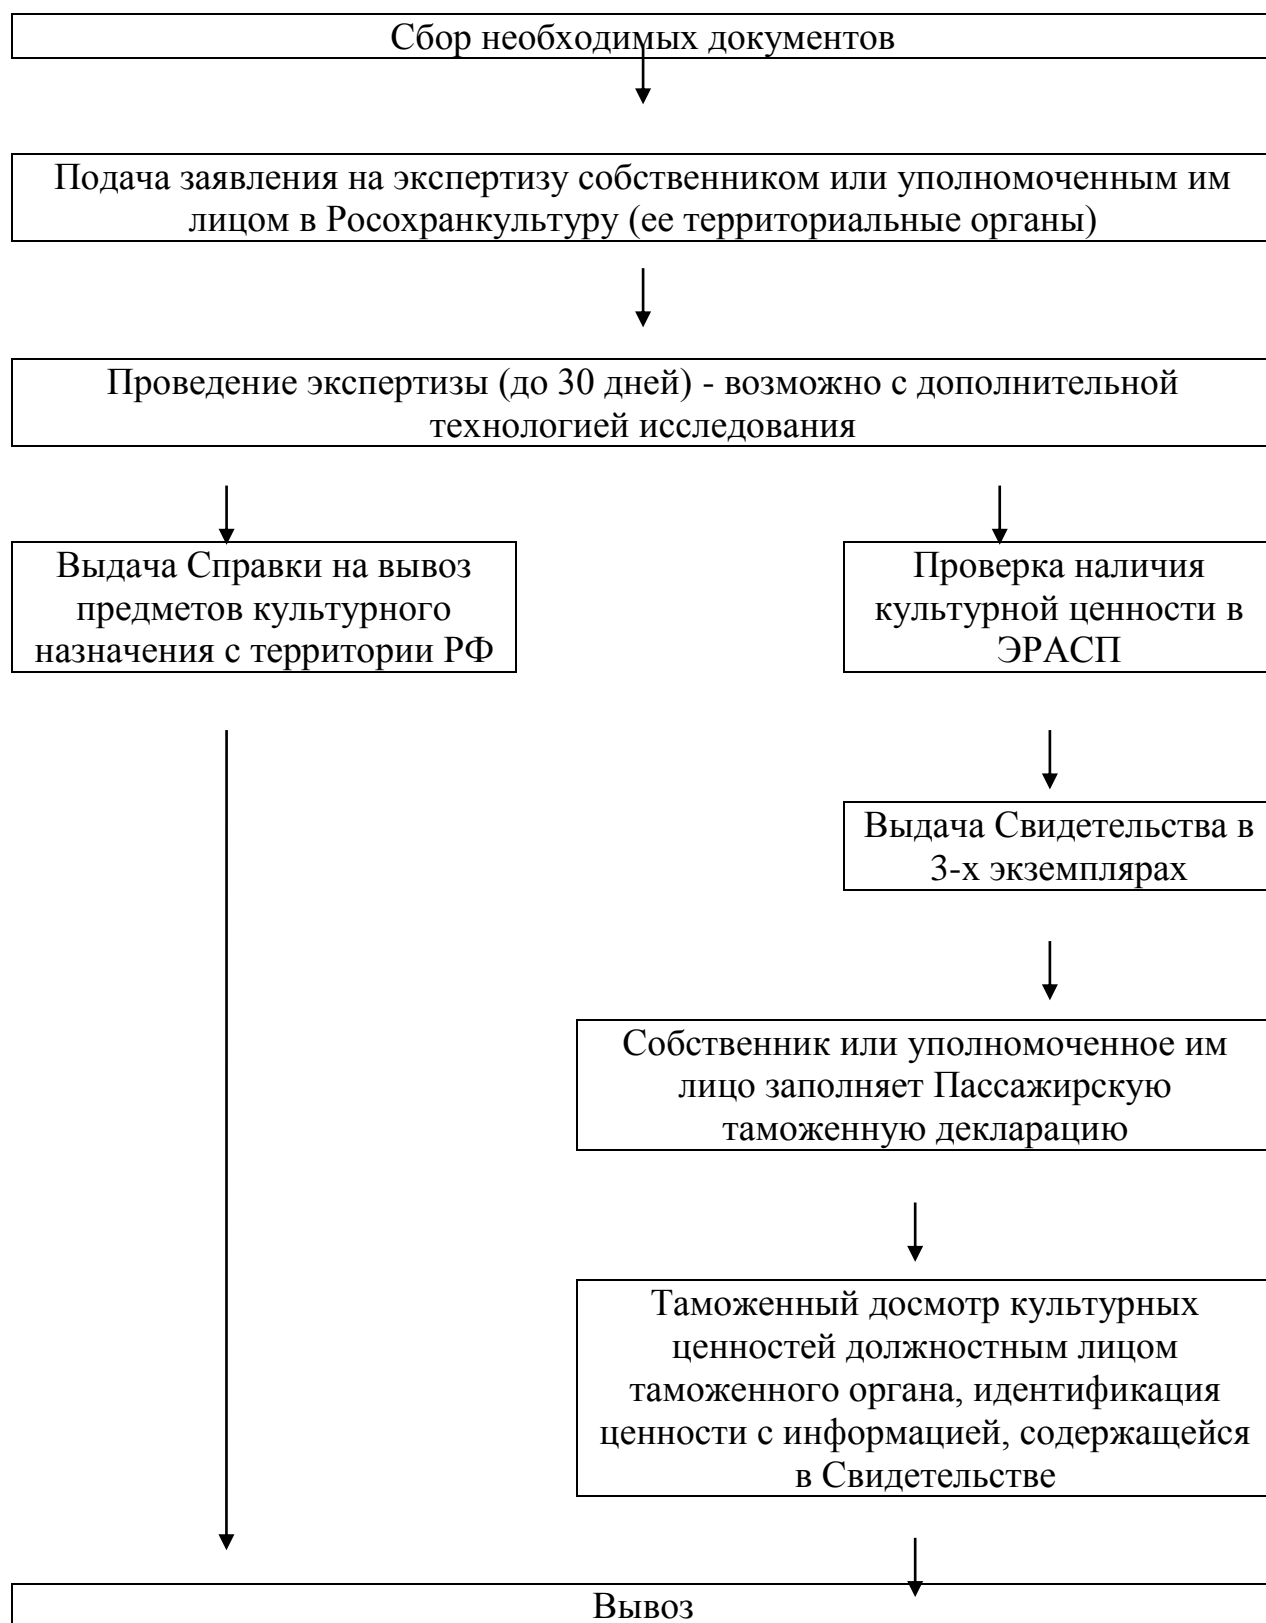 Сбор необходимых документов
Подача заявления на экспертизу собственником или уполномоченным им
лицом в Росохранкультуру (ее территориальные органы)
Проведение экспертизы (до 30 дней) - возможно с дополнительной
технологией исследования
Выдача Справки на вывоз
предметов культурного
назначения с территории РФ
Проверка наличия
культурной ценности в
ЭРАСП
Выдача Свидетельства в
3-х экземплярах
Собственник или уполномоченное им
лицо заполняет Пассажирскую
таможенную декларацию
Таможенный досмотр культурных
ценностей должностным лицом
таможенного органа, идентификация
ценности с информацией, содержащейся
в Свидетельстве
Вывоз